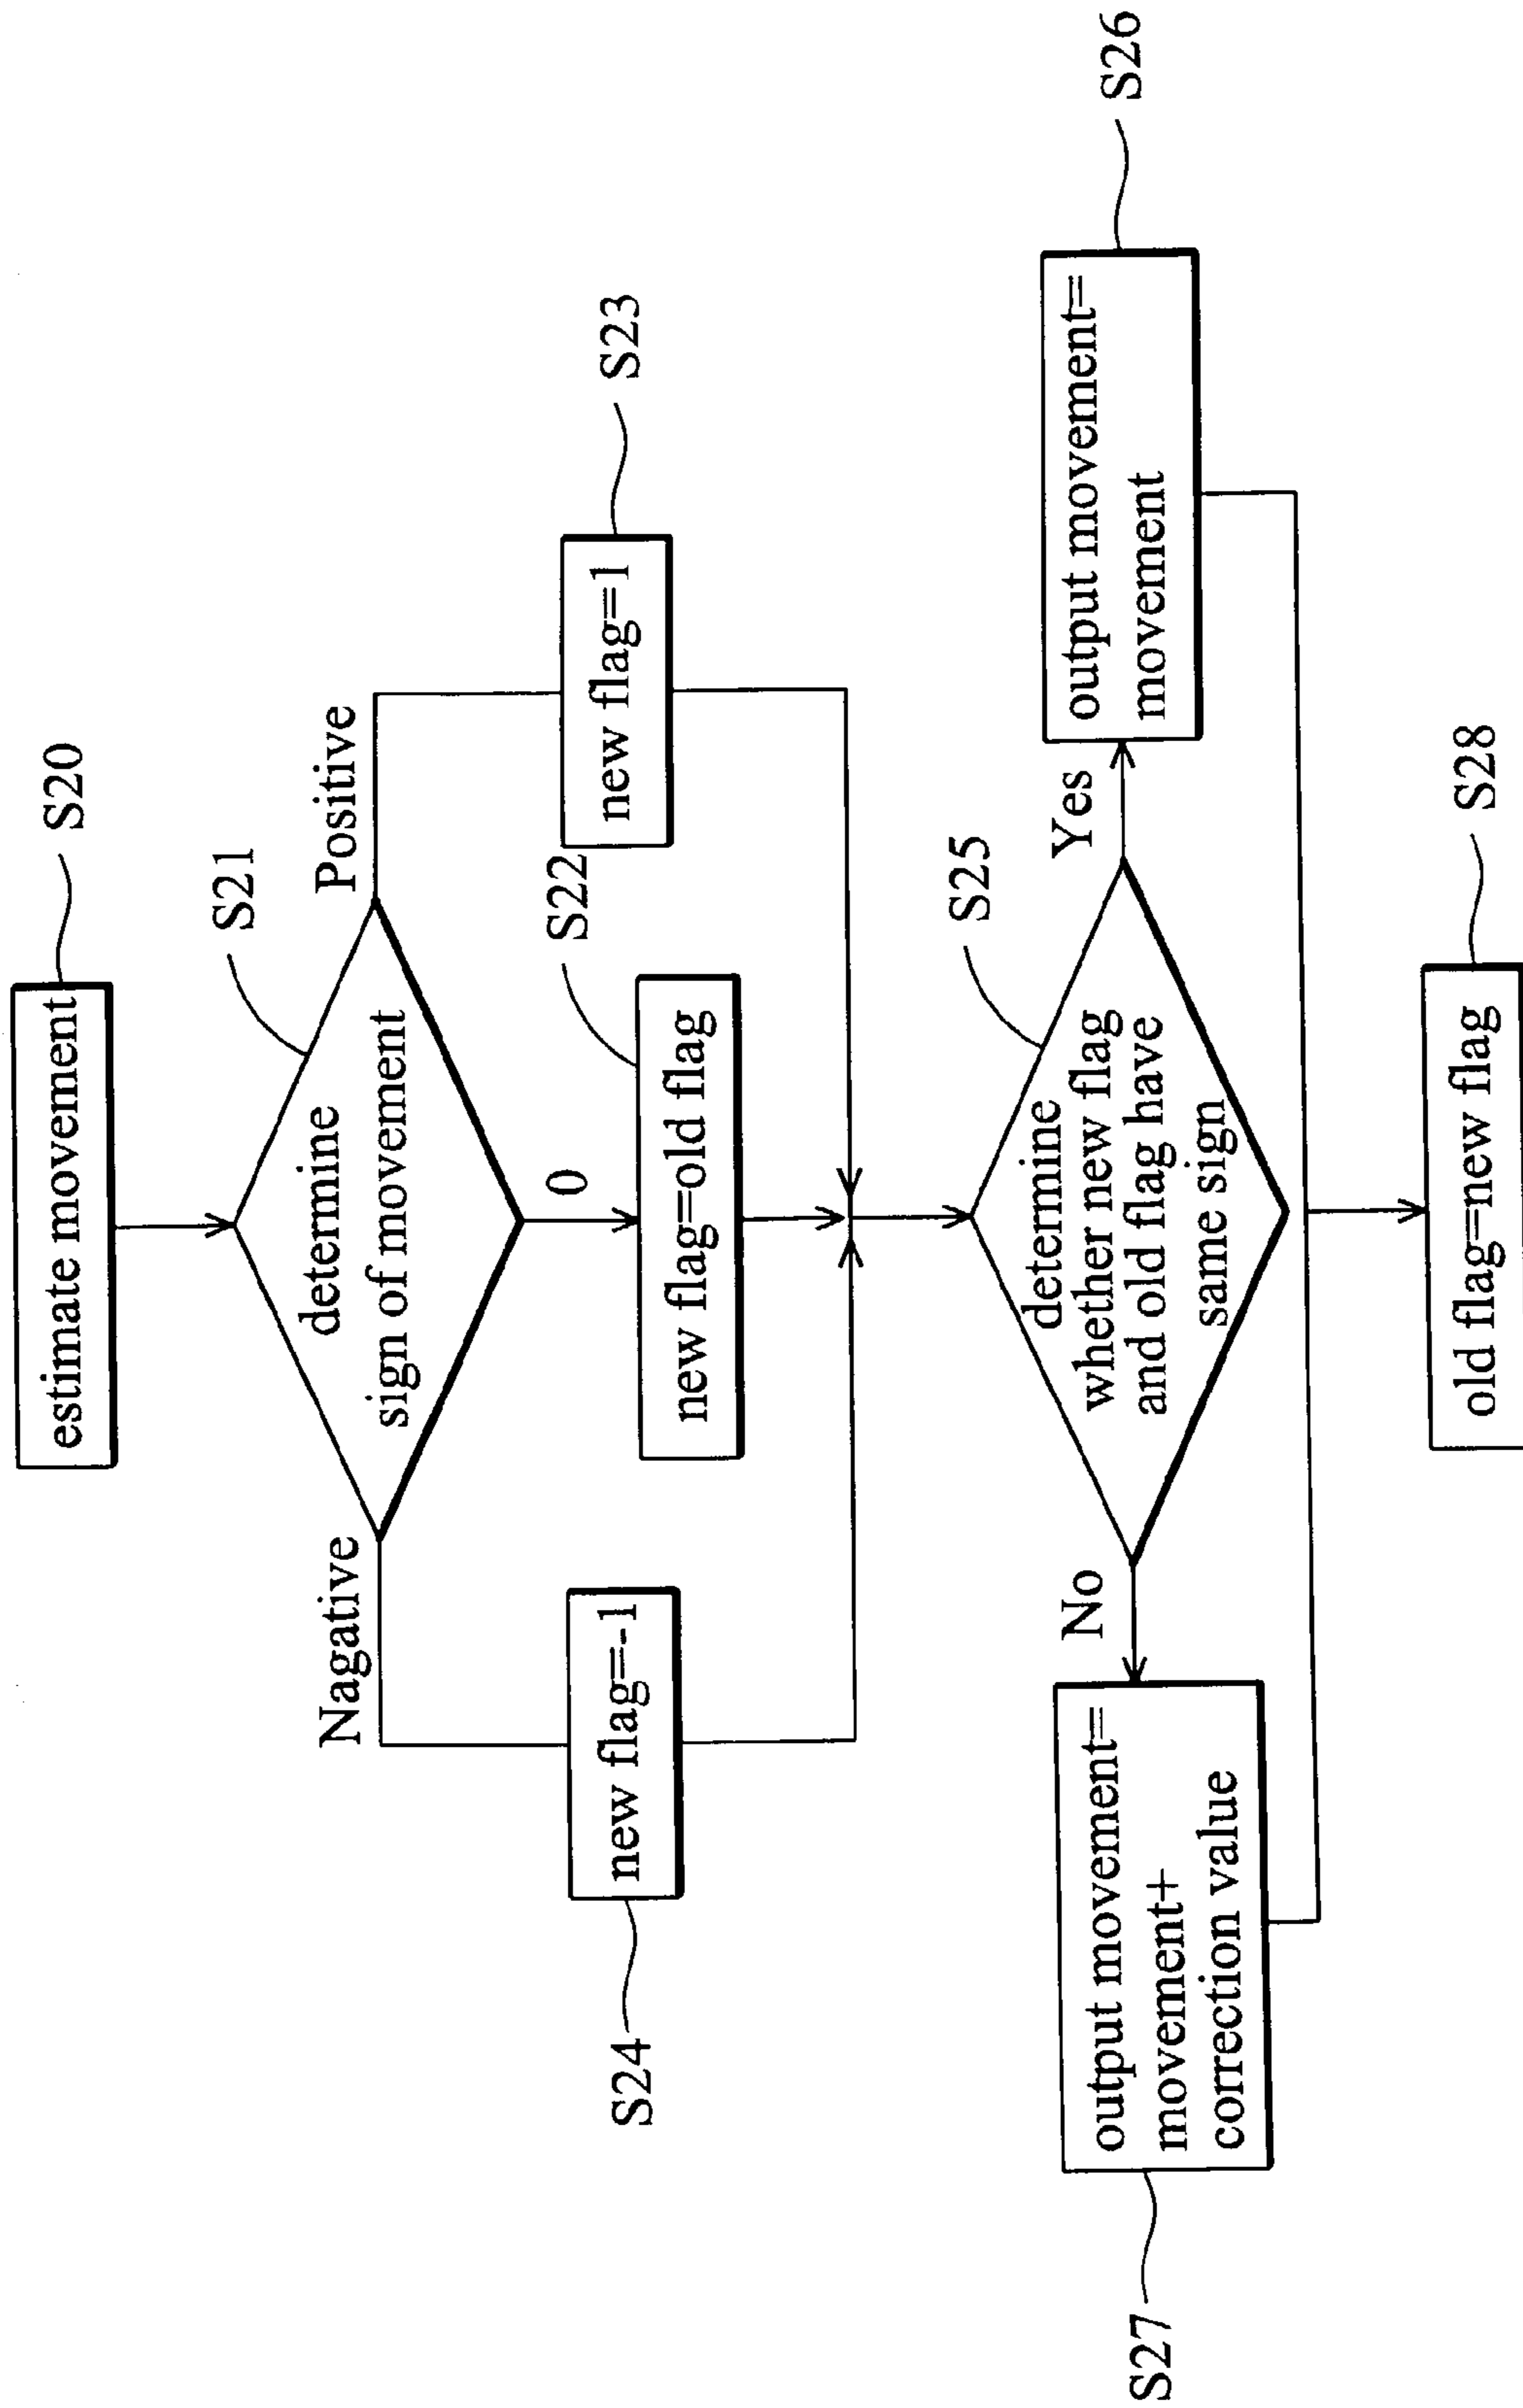 estimate movement
S20
determine
sign of movement
S21
Nagative
0
Positive
new flag=-1
S24
new flag=old flag
S22
new flag=1
S23
determine
whether new flag
and old flag have
same sign
S25
No
Yes
output movement=
movement+
correction value
S27
output movement=
movement
S26
old flag=new flag
S28